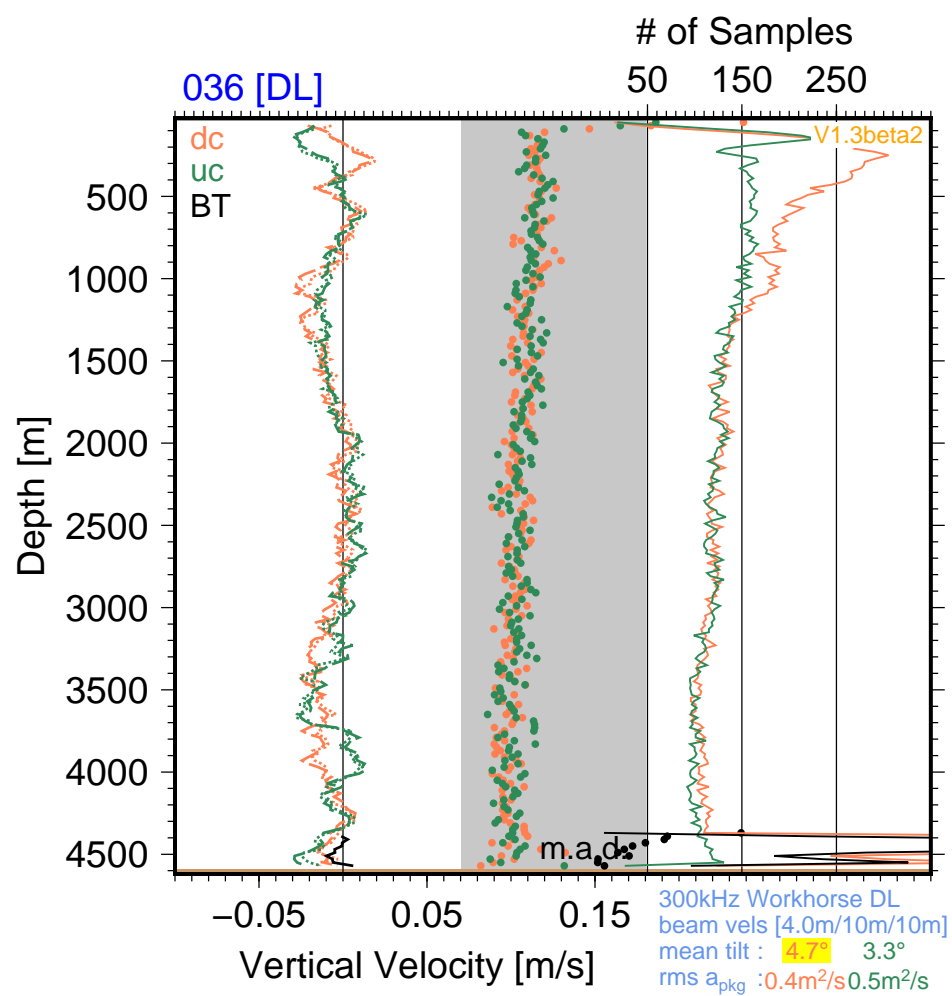 # of Samples
50 150 250
036 [DL]
V1.3beta2
dc
uc
BT
500
1000
1500
2000
2500
3000
3500
4000
4500
Depth [m]
m.a.d.
−0.05 0.05 0.15
Vertical Velocity [m/s]
300kHz Workhorse DL
beam vels [4.0m/10m/10m]
mean tilt : 4.7° 3.3°
rms a_pkg :0.4m²/s 0.5m²/s